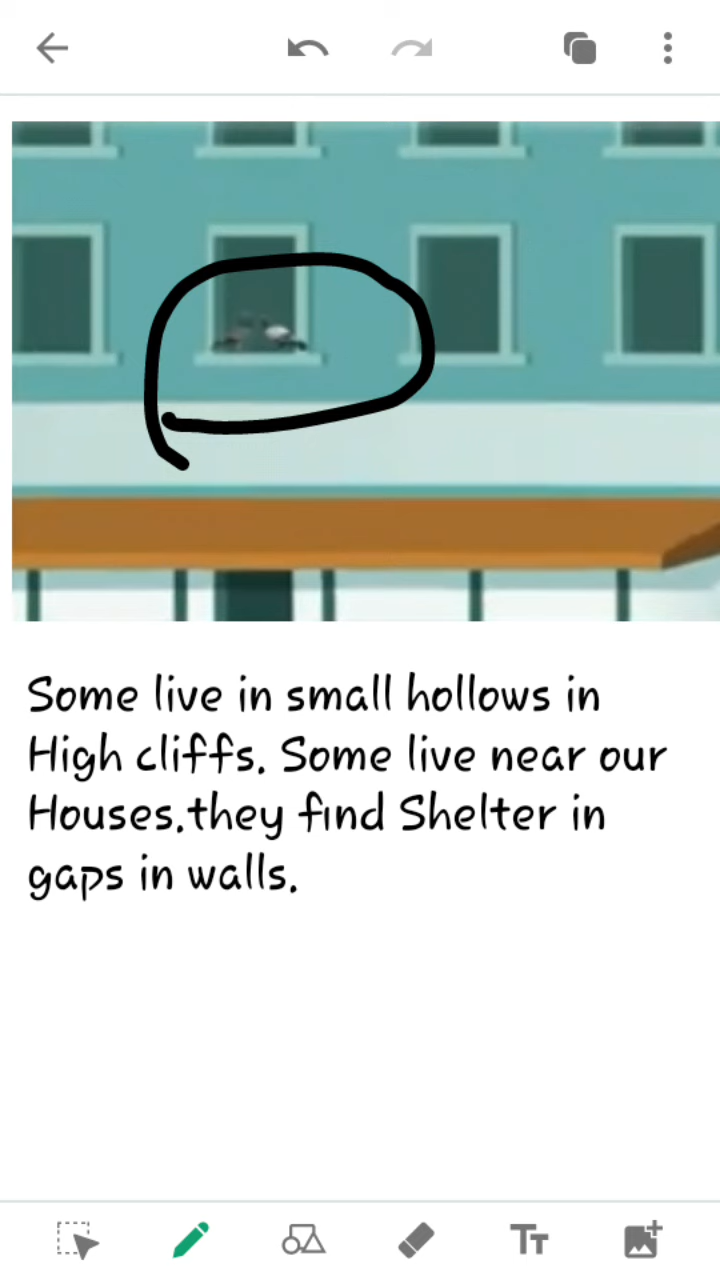 Some live in small hollows in
High cliffs. Some live near our
Houses.they find Shelter in
gaps in walls.